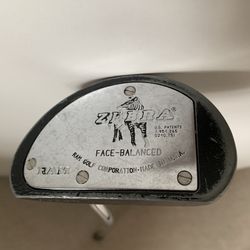 ZEBRA®
U.S. PATENTS
FACE-BALANCED
RAM GOLF CORPORATION-MADE IN U.S.A.
RAM